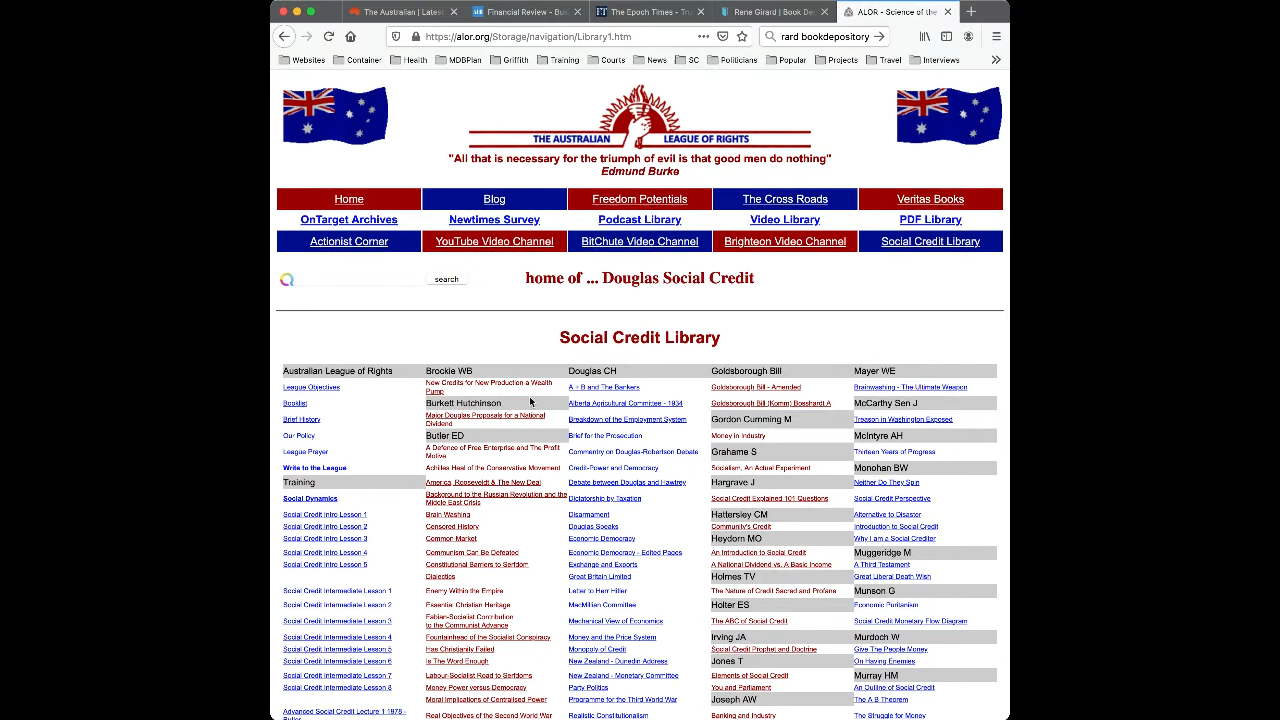 The Australian | Latest
Financial Review - Bus
The Epoch Times - Tru
Rene Girard | Book De
ALOR - Science of the
https://alor.org/Storage/navigation/Library1.htm
rard bookdepository
Websites Container Health MDBPlan Griffith Training Courts News SC Politicians Popular Projects Travel Interviews
THE AUSTRALIAN LEAGUE OF RIGHTS
"All that is necessary for the triumph of evil is that good men do nothing"
Edmund Burke
Home Blog Freedom Potentials The Cross Roads Veritas Books
OnTarget Archives Newtimes Survey Podcast Library Video Library PDF Library
Actionist Corner YouTube Video Channel BitChute Video Channel Brighteon Video Channel Social Credit Library
search
home of ... Douglas Social Credit
Social Credit Library
Australian League of Rights
League Objectives
Booklist
Brief History
Our Policy
League Prayer
Write to the League
Training
Social Dynamics
Social Credit Intro Lesson 1
Social Credit Intro Lesson 2
Social Credit Intro Lesson 3
Social Credit Intro Lesson 4
Social Credit Intro Lesson 5
Social Credit Intermediate Lesson 1
Social Credit Intermediate Lesson 2
Social Credit Intermediate Lesson 3
Social Credit Intermediate Lesson 4
Social Credit Intermediate Lesson 5
Social Credit Intermediate Lesson 6
Social Credit Intermediate Lesson 7
Social Credit Intermediate Lesson 8
Advanced Social Credit Lecture 1 1978 -
Butler
Brockie WB
New Credits for New Production a Wealth
Pump
Burkett Hutchinson
Major Douglas Proposals for a National
Dividend
Butler ED
A Defence of Free Enterprise and The Profit
Motive
Achilles Heal of the Conservative Movement
America, Rooseveldt & The New Deal
Background to the Russian Revolution and the
Middle East Crisis
Brain Washing
Censored History
Common Market
Communism Can Be Defeated
Constitutional Barriers to Serfdom
Dialectics
Enemy Within the Empire
Essential Christian Heritage
Fabian-Socialist Contribution
to the Communist Advance
Fountainhead of the Socialist Conspiracy
Has Christianity Failed
Is The Word Enough
Labour-Socialist Road to Serfdoms
Money Power versus Democracy
Moral Implications of Centralised Power
Real Objectives of the Second World War
Douglas CH
A + B and The Bankers
Alberta Agricultural Committee - 1934
Breakdown of the Employment System
Brief for the Prosecution
Commentry on Douglas-Robertson Debate
Credit-Power and Democracy
Debate between Douglas and Hawtrey
Dictatorship by Taxation
Disarmament
Douglas Speaks
Economic Democracy
Economic Democracy - Edited Pages
Exchange and Exports
Great Britain Limited
Letter to Herr Hitler
MacMillan Committee
Mechanical View of Economics
Money and the Price System
Monopoly of Credit
New Zealand - Dunedin Address
New Zealand - Monetary Committee
Party Politics
Programme for the Third World War
Realistic Constitutionalism
Goldsborough Bill
Goldsborough Bill - Amended
Goldsborough Bill (Komm) Bosshardt A
Gordon Cumming M
Money in Industry
Grahame S
Socialism, An Actual Experiment
Hargrave J
Social Credit Explained 101 Questions
Hattersley CM
Community's Credit
Heydorn MO
An Introduction to Social Credit
A National Dividend vs. A Basic Income
Holmes TV
The Nature of Credit Sacred and Profane
Holter ES
The ABC of Social Credit
Irving JA
Social Credit Prophet and Doctrine
Jones T
Elements of Social Credit
You and Parliament
Joseph AW
Banking and Industry
Mayer WE
Brainwashing - The Ultimate Weapon
McCarthy Sen J
Treason in Washington Exposed
McIntyre AH
Thirteen Years of Progress
Monohan BW
Neither Do They Spin
Social Credit Perspective
Alternative to Disaster
Introduction to Social Credit
Why I am a Social Crediter
Muggeridge M
A Third Testament
Great Liberal Death Wish
Munson G
Economic Puritanism
Social Credit Monetary Flow Diagram
Murdoch W
Give The People Money
On Having Enemies
Murray HM
An Outline of Social Credit
The A B Theorem
The Struggle for Money